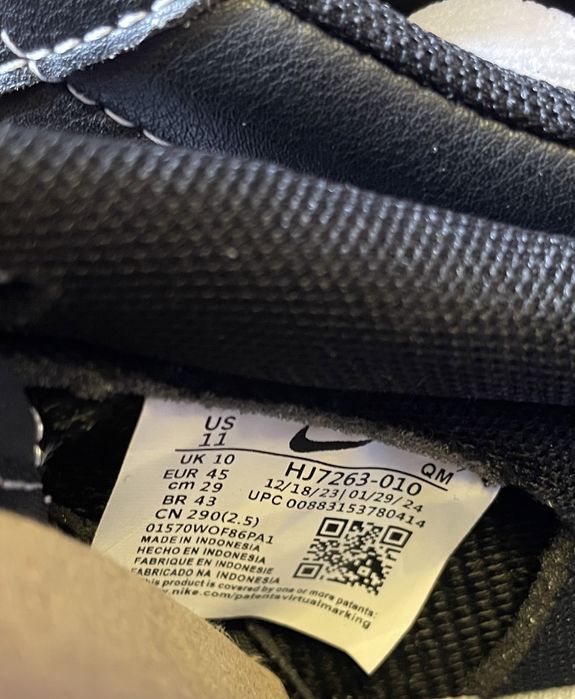 US
11
UK 10
EUR 45
cm 29
BR 43
CN 290(2.5)
HJ7263-010
QM
12/18/23|01/29/24
UPC 00883153780414
01570WOF86PA1
MADE IN INDONESIA
HECHO EN INDONESIA
FABRIQUE EN INDONESIE
FABRICADO NA INDONESIA
his product is covered by one or more patents:
.nike.com/patentsvirtualmarking